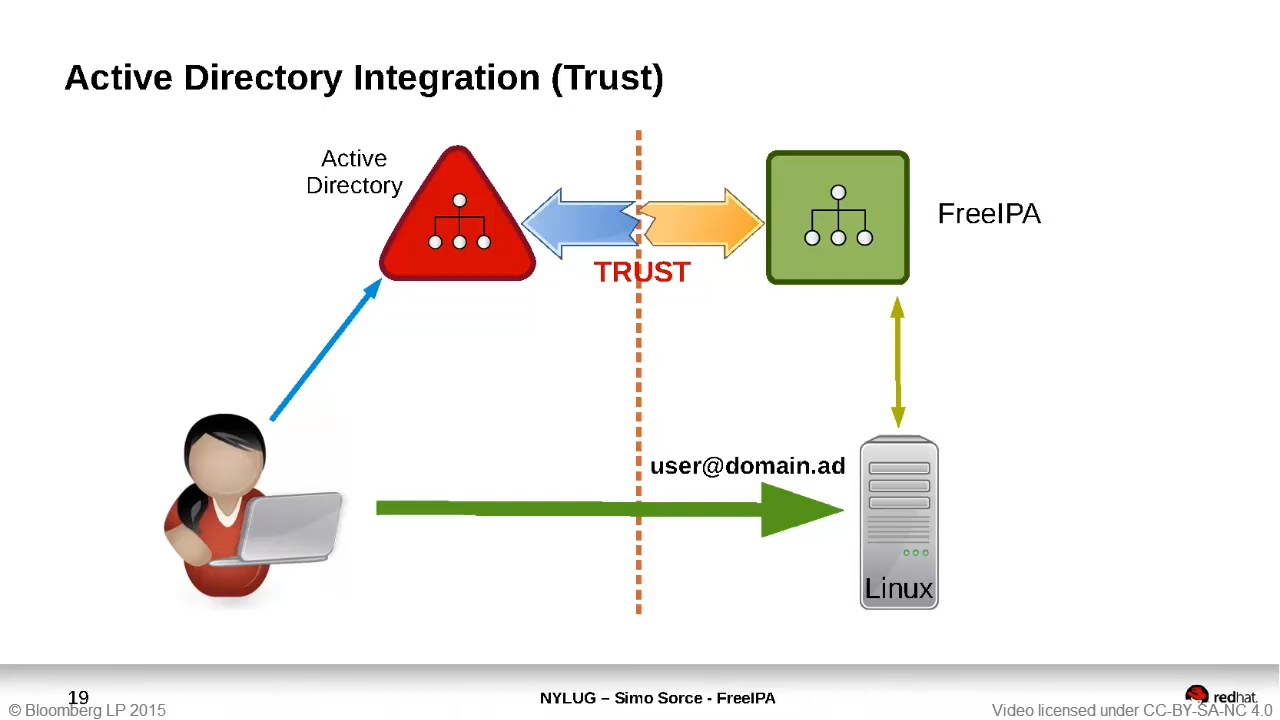 Active Directory Integration (Trust)
Active
Directory
FreeIPA
TRUST
user@domain.ad
Linux
19
NYLUG – Simo Sorce - FreeIPA
redhat.
© Bloomberg LP 2015
Video licensed under CC-BY-SA-NC 4.0